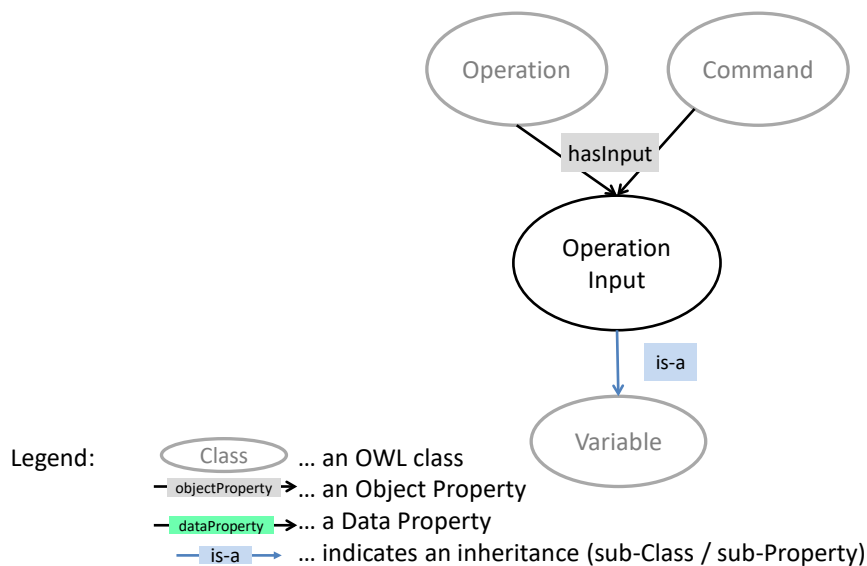 Operation
Command
hasInput
Operation
Input
is-a
Variable
Legend:
Class
... an OWL class
objectProperty
... an Object Property
dataProperty
... a Data Property
is-a
... indicates an inheritance (sub-Class / sub-Property)